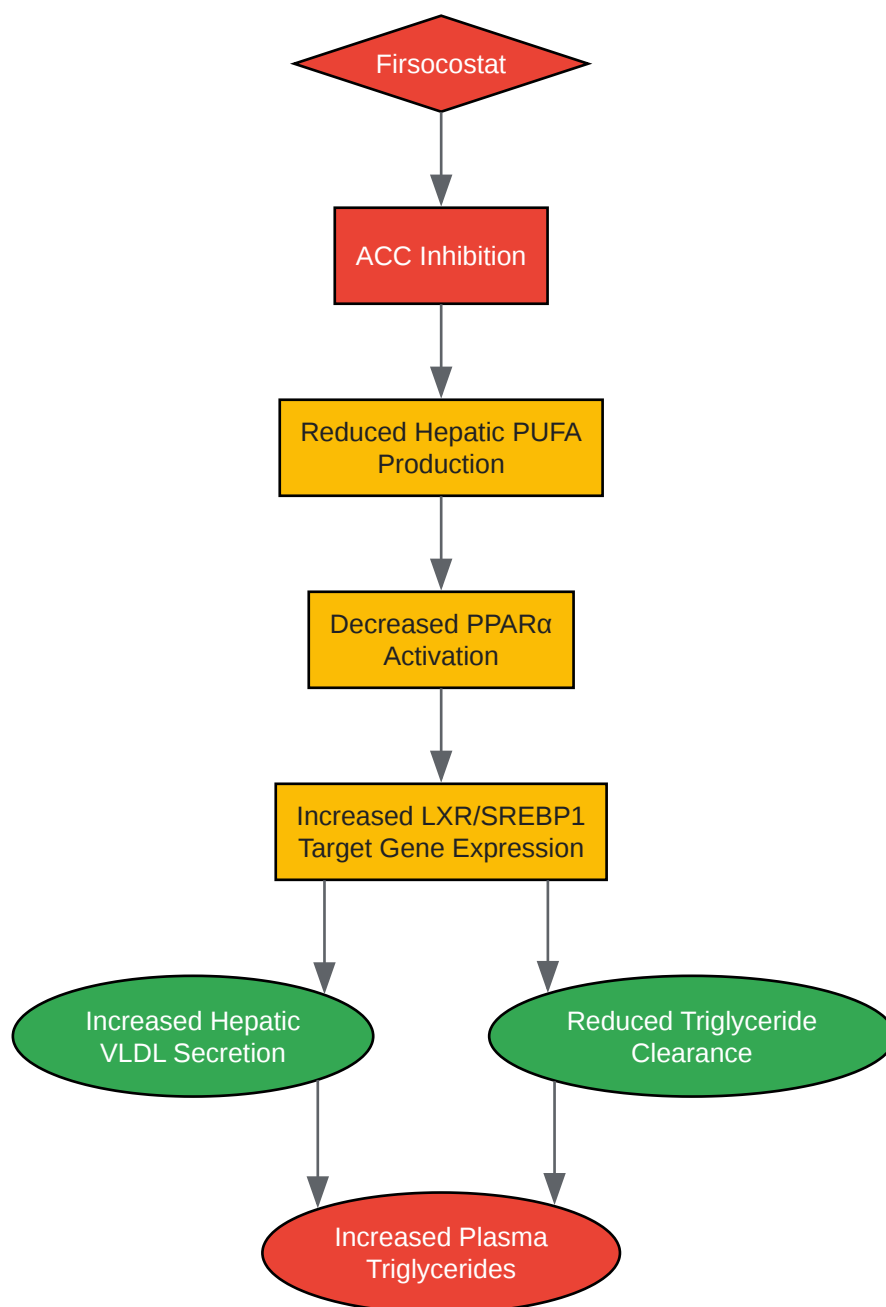 Firsocostat
ACC Inhibition
Reduced Hepatic PUFA
Production
Decreased PPARα
Activation
Increased LXR/SREBP1
Target Gene Expression
Increased Hepatic
VLDL Secretion
Reduced Triglyceride
Clearance
Increased Plasma
Triglycerides